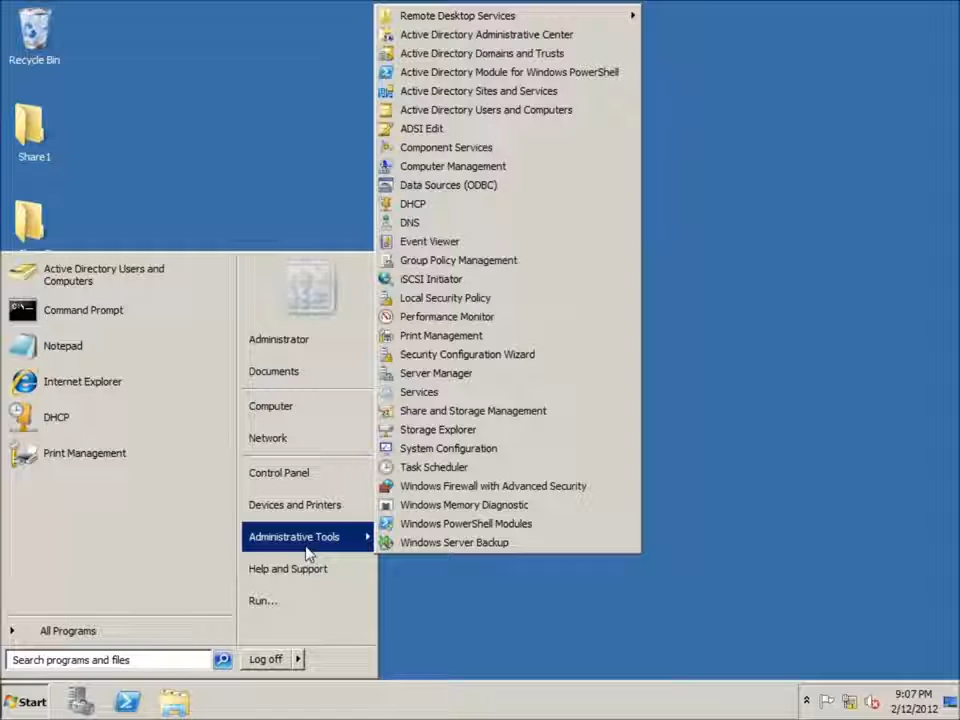 Recycle Bin
Share1
Remote Desktop Services
Active Directory Administrative Center
Active Directory Domains and Trusts
Active Directory Module for Windows PowerShell
Active Directory Sites and Services
Active Directory Users and Computers
ADSI Edit
Component Services
Computer Management
Data Sources (ODBC)
DHCP
DNS
Event Viewer
Group Policy Management
iSCSI Initiator
Local Security Policy
Performance Monitor
Print Management
Security Configuration Wizard
Server Manager
Services
Share and Storage Management
Storage Explorer
System Configuration
Task Scheduler
Windows Firewall with Advanced Security
Windows Memory Diagnostic
Windows PowerShell Modules
Windows Server Backup
Active Directory Users and
Computers
Command Prompt
Notepad
Internet Explorer
DHCP
Print Management
All Programs
Search programs and files
Administrator
Documents
Computer
Network
Control Panel
Devices and Printers
Administrative Tools
Help and Support
Run...
Log off
Start
9:07 PM
2/12/2012